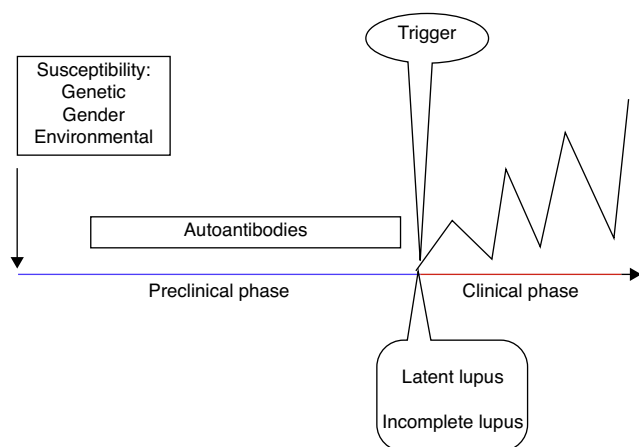 Trigger
Susceptibility:
Genetic
Gender
Environmental
Autoantibodies
Preclinical phase
Clinical phase
Latent lupus
Incomplete lupus